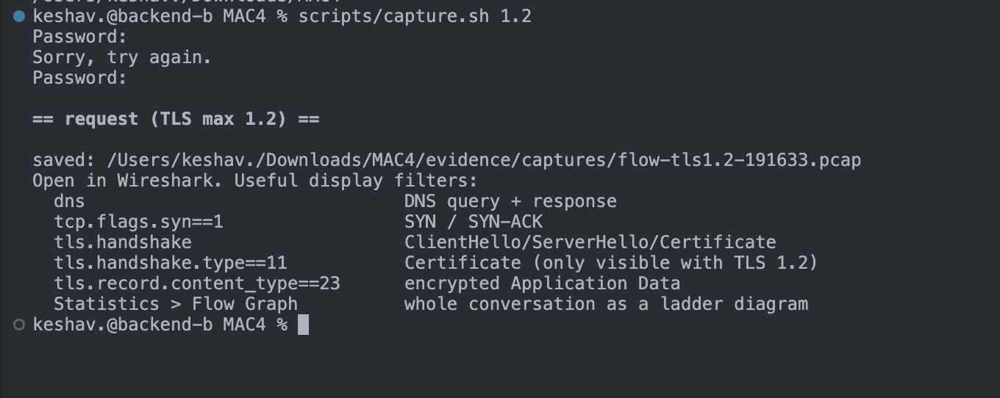 keshav.@backend-b MAC4 % scripts/capture.sh 1.2
Password:
Sorry, try again.
Password:
== request (TLS max 1.2) ==
saved: /Users/keshav./Downloads/MAC4/evidence/captures/flow-tls1.2-191633.pcap
Open in Wireshark. Useful display filters:
  dns                              DNS query + response
  tcp.flags.syn==1                 SYN / SYN-ACK
  tls.handshake                    ClientHello/ServerHello/Certificate
  tls.handshake.type==11           Certificate (only visible with TLS 1.2)
  tls.record.content_type==23      encrypted Application Data
  Statistics > Flow Graph          whole conversation as a ladder diagram
keshav.@backend-b MAC4 %